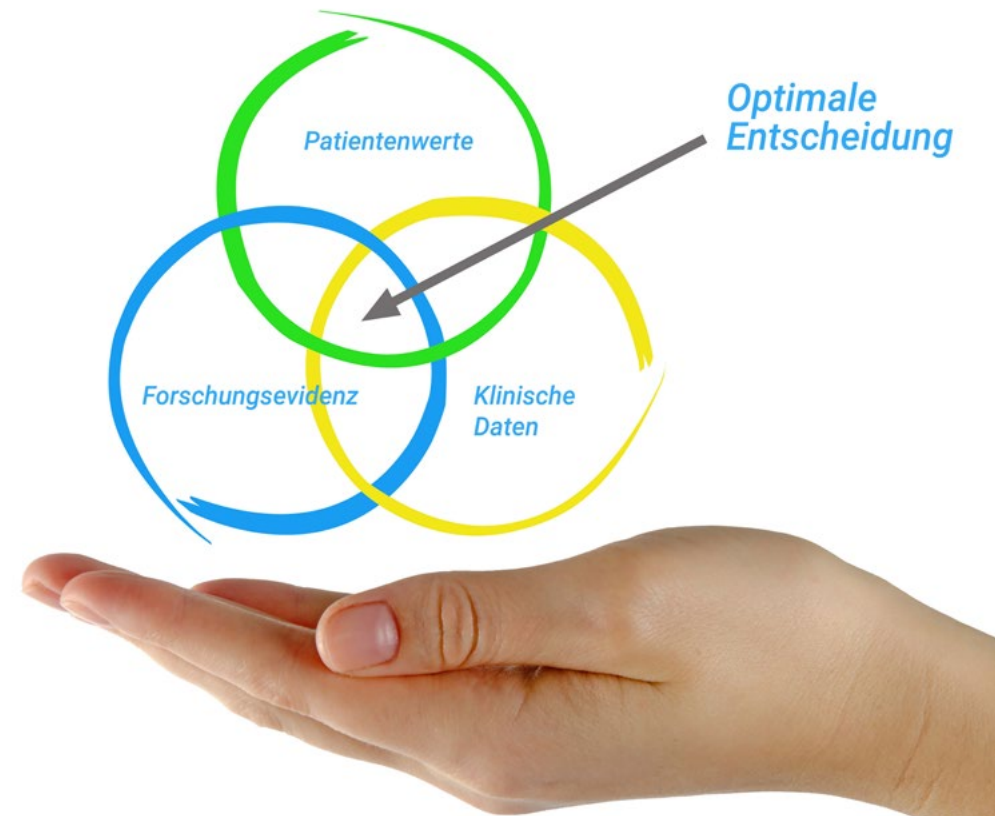 Optimale
Entscheidung
Patientenwerte
Forschungsevidenz
Klinische
Daten